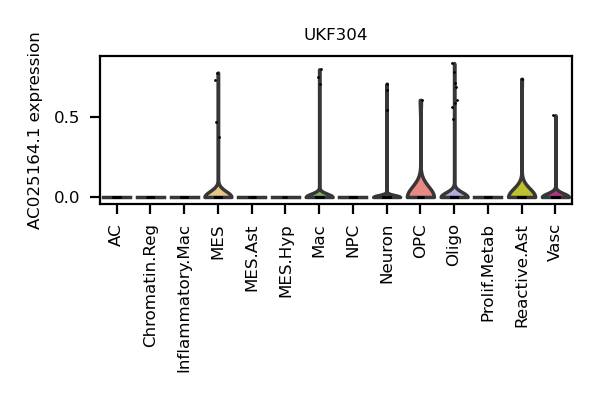 UKF304
AC025164.1 expression
0.5
0.0
AC
Chromatin.Reg
Inflammatory.Mac
MES
MES.Ast
MES.Hyp
Mac
NPC
Neuron
OPC
Oligo
Prolif.Metab
Reactive.Ast
Vasc